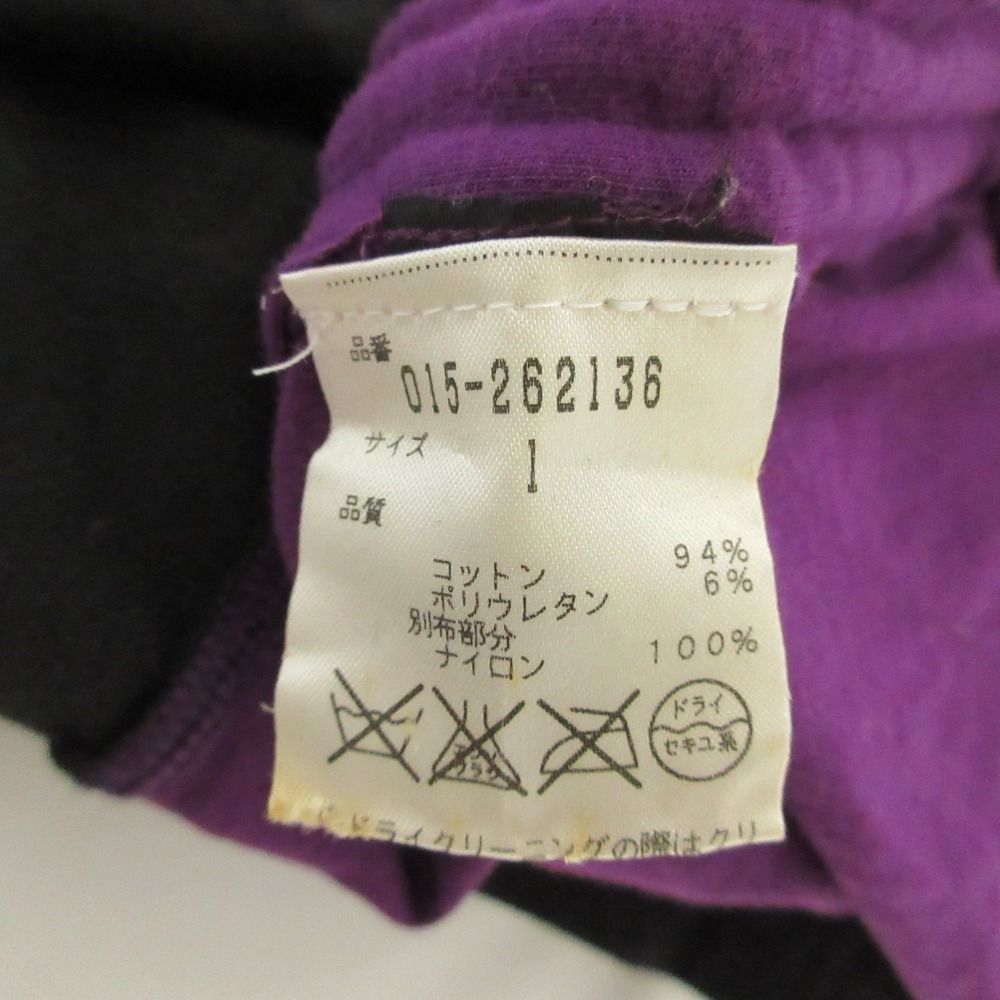 品番
015-262136
サイズ 1
品質
コットン 94%
ポリウレタン 6%
別布部分
ナイロン 100%
ドライ
セキユ系
ドライクリーニングの際はクリ